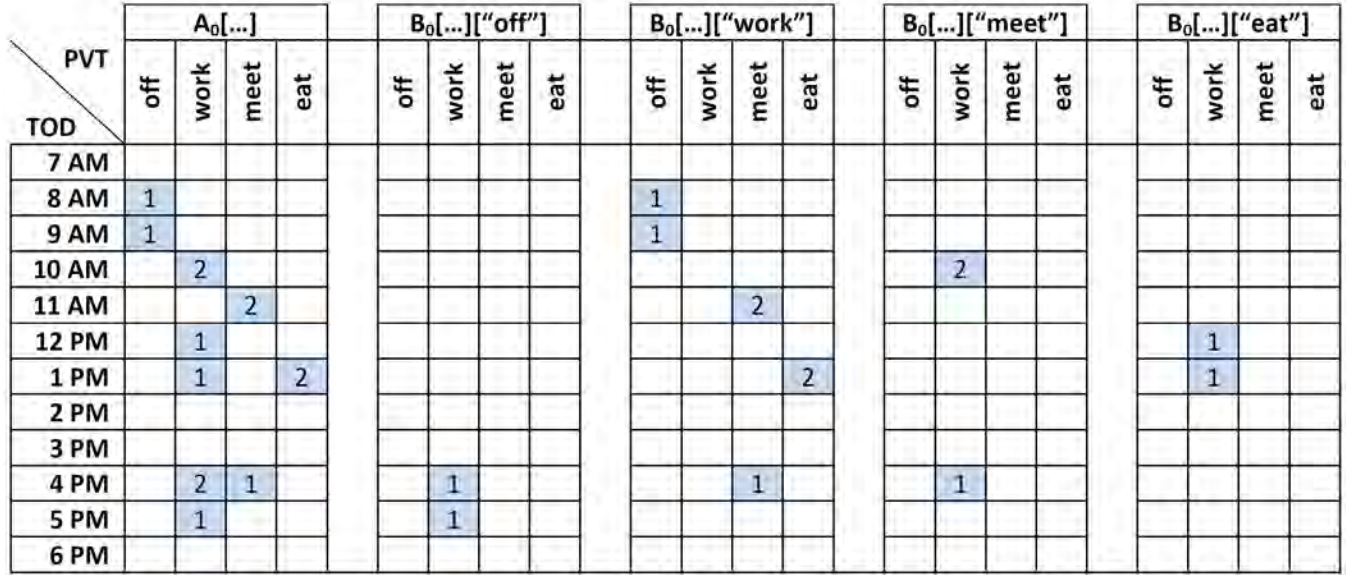 A₀[…] B₀[…][“off”] B₀[…][“work”] B₀[…][“meet”] B₀[…][“eat”]
PVT off work meet eat off work meet eat off work meet eat off work meet eat off work meet eat
TOD
7 AM
8 AM 1 1
9 AM 1 1
10 AM 2 2
11 AM 2 2
12 PM 1 1
1 PM 1 2 2 1
2 PM
3 PM
4 PM 2 1 1 1 1
5 PM 1 1
6 PM